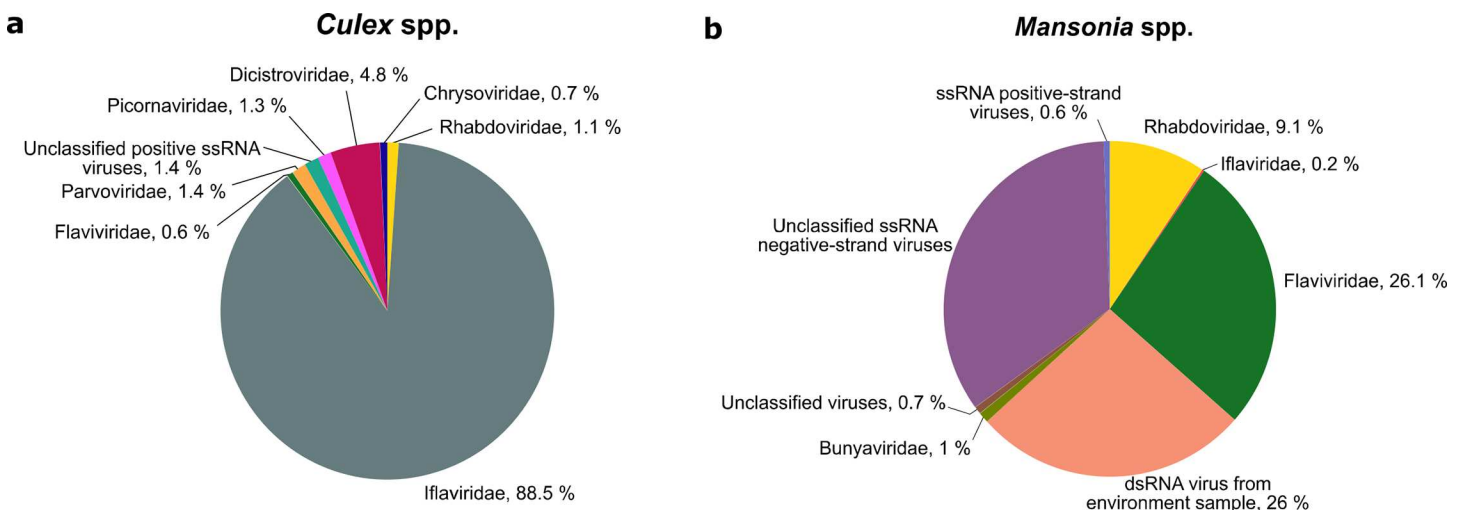 a
Culex spp.
Dicistroviridae, 4.8 %
Chrysoviridae, 0.7 %
Picornaviridae, 1.3 %
Rhabdoviridae, 1.1 %
Unclassified positive ssRNA
viruses, 1.4 %
Parvoviridae, 1.4 %
Flaviviridae, 0.6 %
Iflaviridae, 88.5 %
b
Mansonia spp.
ssRNA positive-strand
viruses, 0.6 %
Rhabdoviridae, 9.1 %
Iflaviridae, 0.2 %
Unclassified ssRNA
negative-strand viruses
Flaviviridae, 26.1 %
Unclassified viruses, 0.7 %
Bunyaviridae, 1 %
dsRNA virus from
environment sample, 26 %